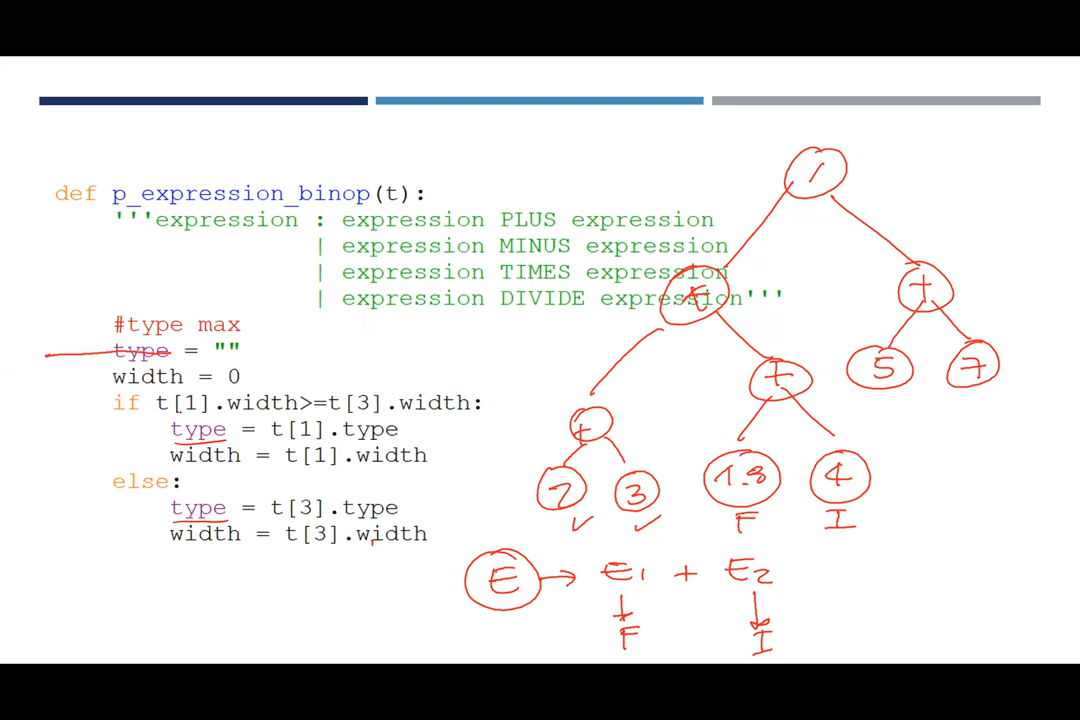 def p_expression_binop(t):
'''expression : expression PLUS expression
| expression MINUS expression
| expression TIMES expression
| expression DIVIDE expression'''
#type max
type = ""
width = 0
if t[1].width>=t[3].width:
type = t[1].type
width = t[1].width
else:
type = t[3].type
width = t[3].width
/
+
5 7
+
+
2 3 1.8 4
F I
E → E1 + E2
F I